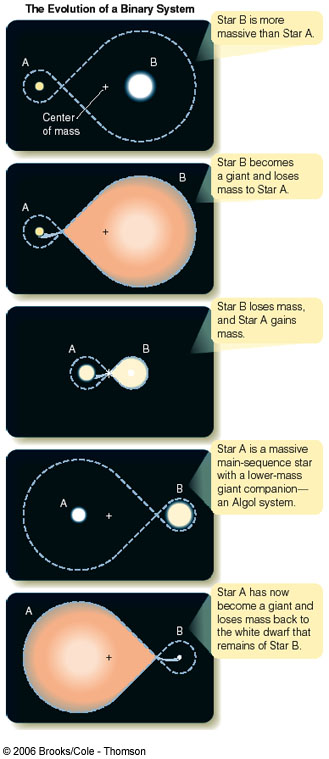 The Evolution of a Binary System
Star B is more
massive than Star A.
A
B
Center
of mass
Star B becomes
a giant and loses
mass to Star A.
A
B
Star B loses mass,
and Star A gains
mass.
A
B
Star A is a massive
main-sequence star
with a lower-mass
giant companion—
an Algol system.
A
B
Star A has now
become a giant and
loses mass back to
the white dwarf that
remains of Star B.
A
B
© 2006 Brooks/Cole - Thomson